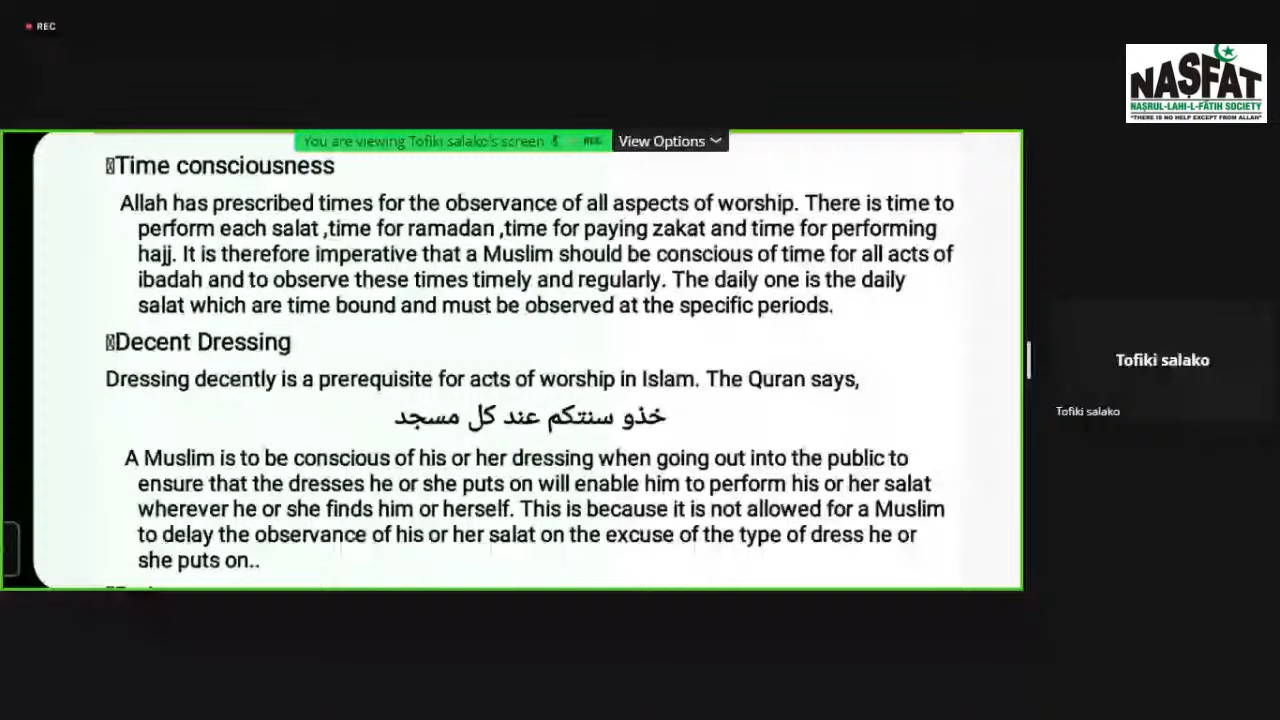 REC
NAṢFAT
NAṢRUL-LAHI-L-FĀTIH SOCIETY
"THERE IS NO HELP EXCEPT FROM ALLAH"
You are viewing Tofiki salako's screen REC View Options
Time consciousness
Allah has prescribed times for the observance of all aspects of worship. There is time to
perform each salat ,time for ramadan ,time for paying zakat and time for performing
hajj. It is therefore imperative that a Muslim should be conscious of time for all acts of
ibadah and to observe these times timely and regularly. The daily one is the daily
salat which are time bound and must be observed at the specific periods.
Decent Dressing
Dressing decently is a prerequisite for acts of worship in Islam. The Quran says,
خذو سنتكم عند كل مسجد
A Muslim is to be conscious of his or her dressing when going out into the public to
ensure that the dresses he or she puts on will enable him to perform his or her salat
wherever he or she finds him or herself. This is because it is not allowed for a Muslim
to delay the observance of his or her salat on the excuse of the type of dress he or
she puts on..
Tofiki salako
Tofiki salako